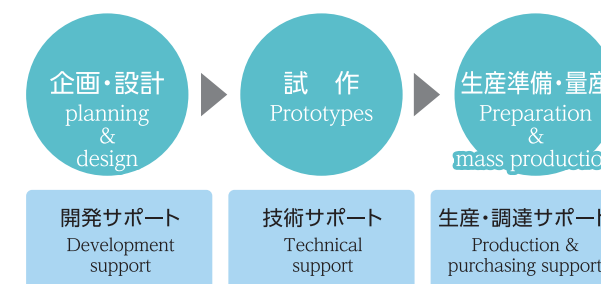 企画・設計
planning
&
design
試　作
Prototypes
生産準備・量産
Preparation
&
mass productio
開発サポート
Development
support
技術サポート
Technical
support
生産・調達サポート
Production &
purchasing support